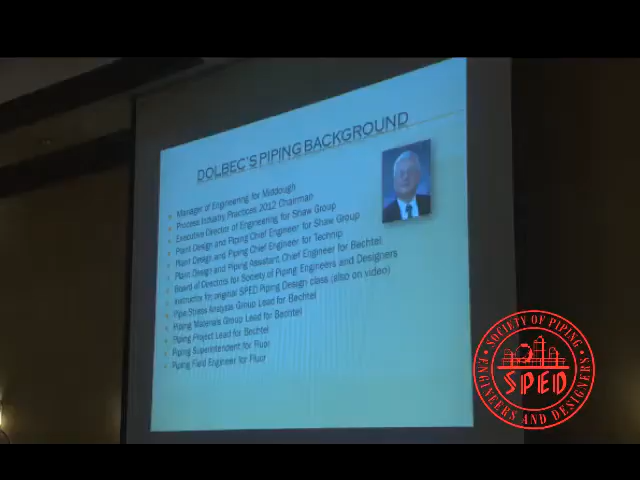 DOLBEC'S PIPING BACKGROUND
Manager of Engineering for Middough
Process Industry Practices 2012 Chairman
Executive Director of Engineering for Shaw Group
Plant Design and Piping Chief Engineer for Shaw Group
Plant Design and Piping Chief Engineer for Technip
Plant Design and Piping Assistant Chief Engineer for Bechtel
Board of Directors for Society of Piping Engineers and Designers
Instructor for original SPED Piping Design class (also on video)
Pipe Stress Analysis Group Lead for Bechtel
Piping Materials Group Lead for Bechtel
Piping Project Lead for Bechtel
Piping Superintendent for Fluor
Piping Field Engineer for Fluor
SOCIETY OF PIPING
SPED
ENGINEERS AND DESIGNERS